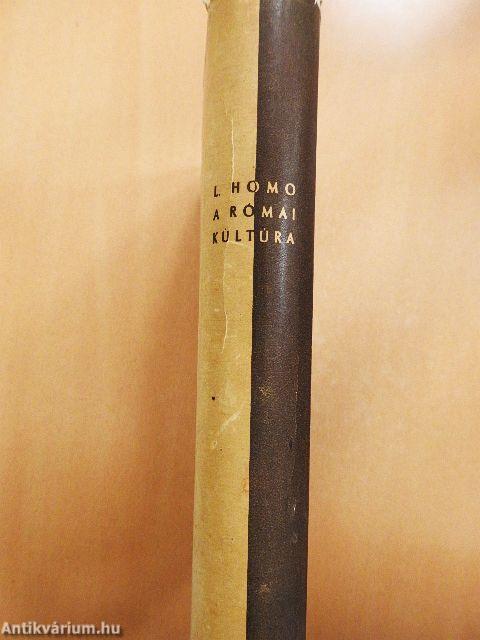 L. HOMO
A RÓMAI
KULTÚRA
Antikvárium.hu